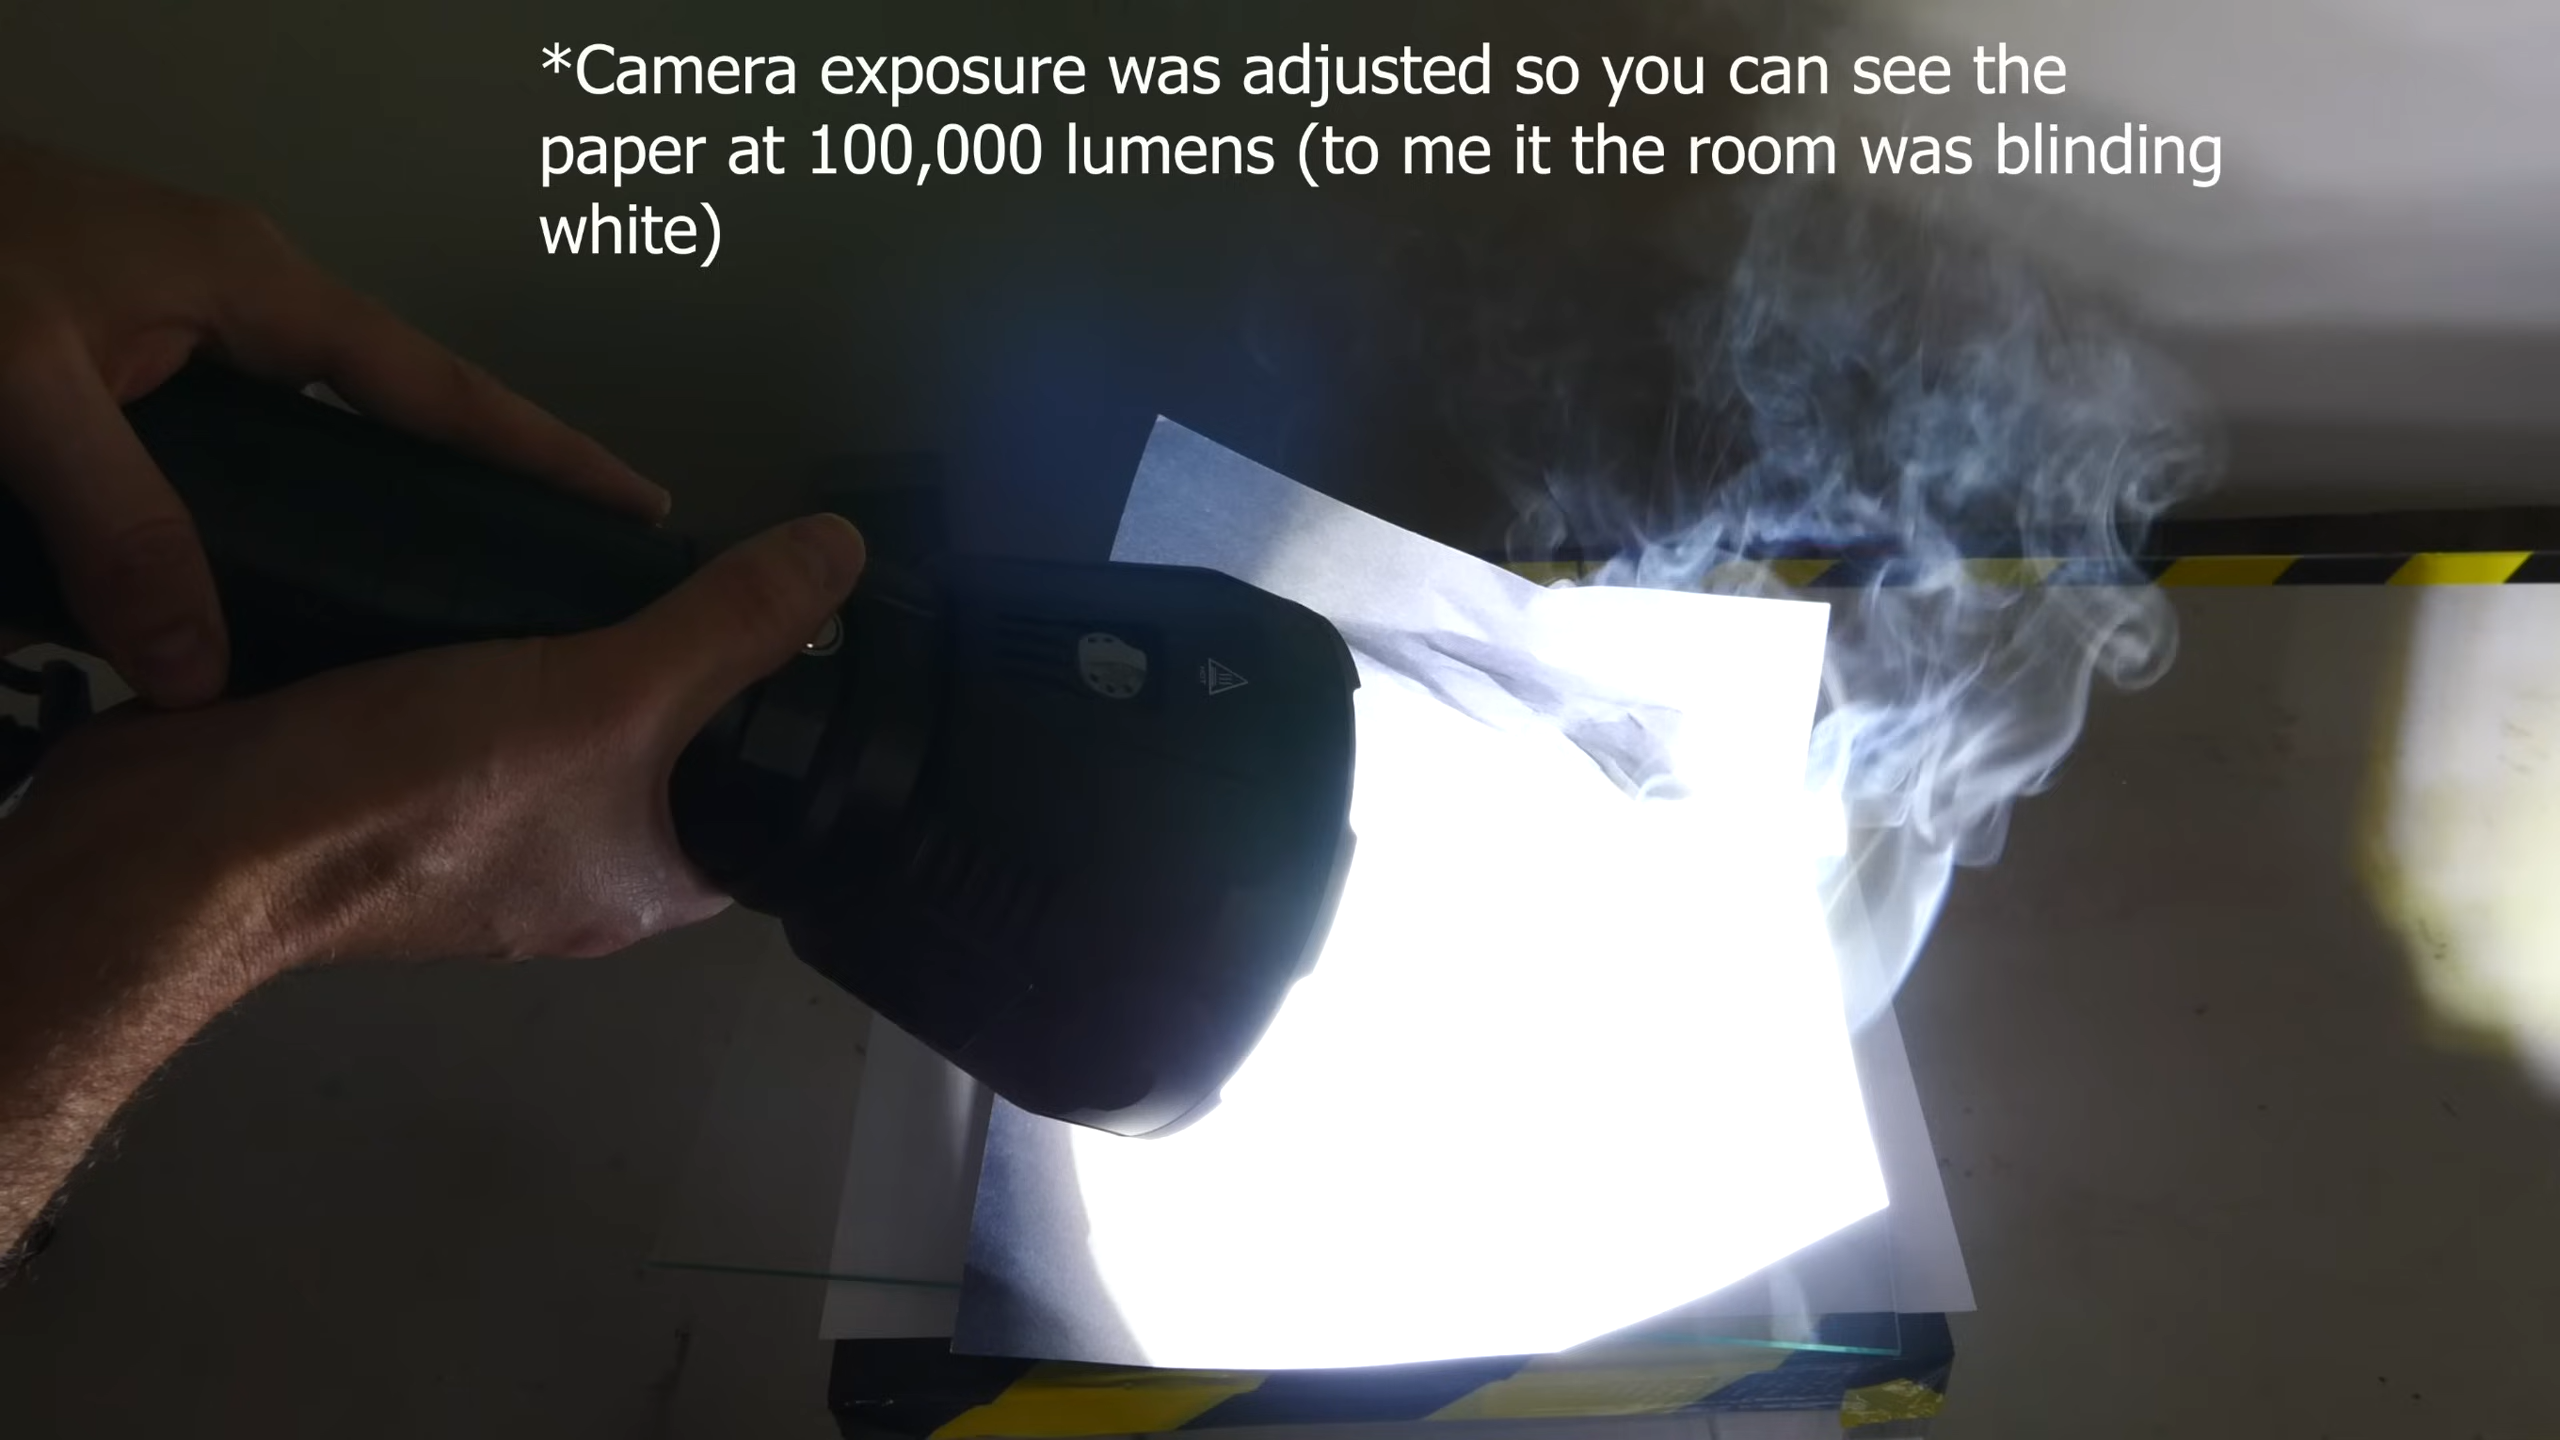 *Camera exposure was adjusted so you can see the
paper at 100,000 lumens (to me it the room was blinding
white)